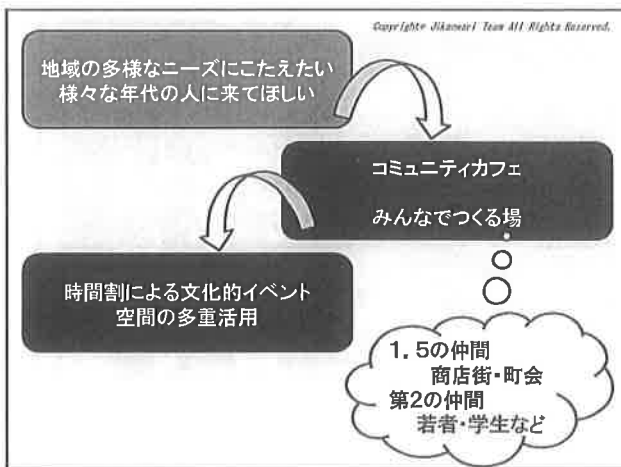 Copyright© Jikanwari Team All Rights Reserved.
地域の多様なニーズにこたえたい
様々な年代の人に来てほしい
コミュニティカフェ
みんなでつくる場
時間割による文化的イベント
空間の多重活用
1.5の仲間
商店街・町会
第2の仲間
若者・学生など